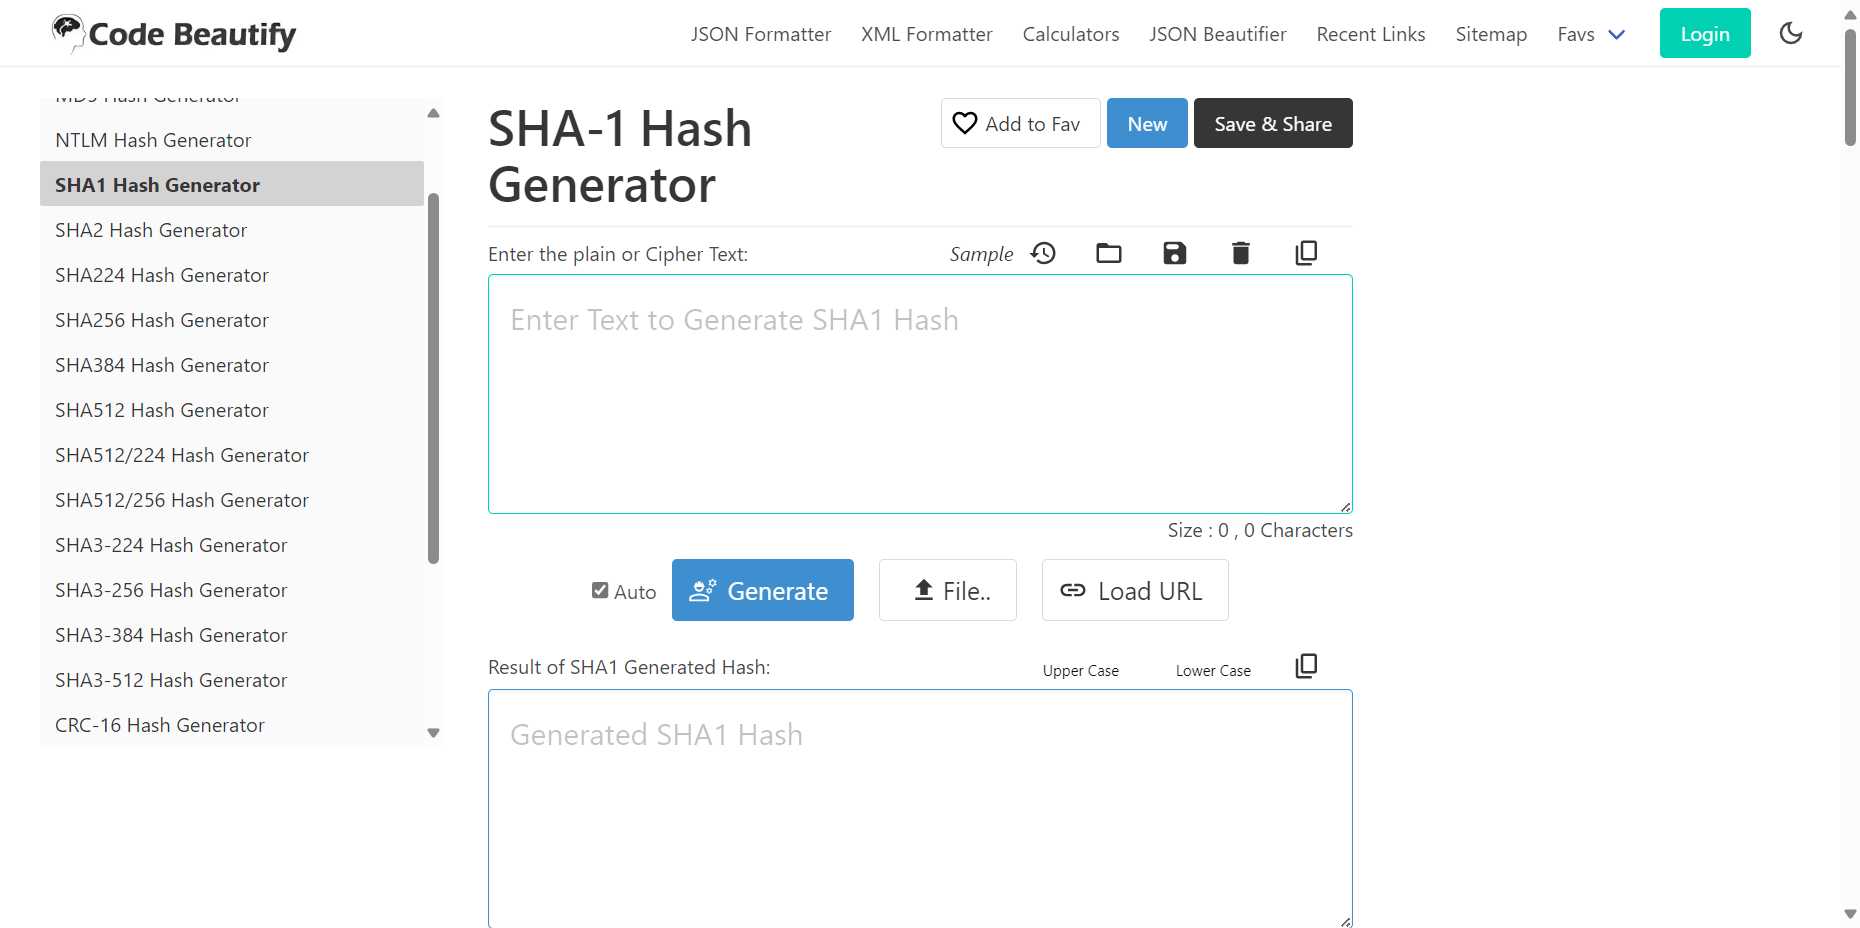 Code Beautify
JSON Formatter
XML Formatter
Calculators
JSON Beautifier
Recent Links
Sitemap
Favs
Login
MD5 Hash Generator
NTLM Hash Generator
SHA1 Hash Generator
SHA2 Hash Generator
SHA224 Hash Generator
SHA256 Hash Generator
SHA384 Hash Generator
SHA512 Hash Generator
SHA512/224 Hash Generator
SHA512/256 Hash Generator
SHA3-224 Hash Generator
SHA3-256 Hash Generator
SHA3-384 Hash Generator
SHA3-512 Hash Generator
CRC-16 Hash Generator
SHA-1 Hash
Generator
Add to Fav
New
Save & Share
Enter the plain or Cipher Text:
Sample
Enter Text to Generate SHA1 Hash
Size : 0 , 0 Characters
Auto
Generate
File..
Load URL
Result of SHA1 Generated Hash:
Upper Case
Lower Case
Generated SHA1 Hash